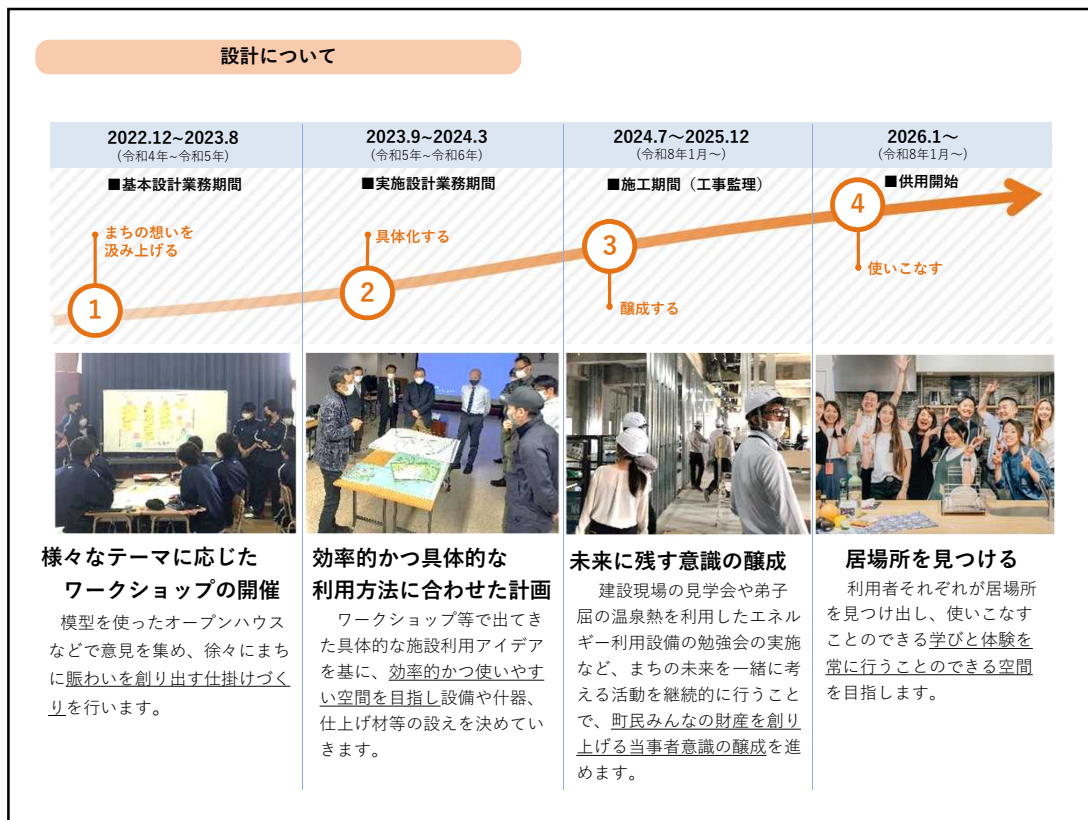 設計について
2022.12~2023.8
(令和4年~令和5年)
■基本設計業務期間
まちの想いを
汲み上げる
1
様々なテーマに応じた
ワークショップの開催
模型を使ったオープンハウス
などで意見を集め、徐々にまち
に賑わいを創り出す仕掛けづく
りを行います。
2023.9~2024.3
(令和5年~令和6年)
■実施設計業務期間
具体化する
2
効率的かつ具体的な
利用方法に合わせた計画
ワークショップ等で出てき
た具体的な施設利用アイデア
を基に、効率的かつ使いやす
い空間を目指し設備や什器、
仕上げ材等の設えを決めてい
きます。
2024.7～2025.12
(令和8年1月～)
■施工期間（工事監理）
3
醸成する
未来に残す意識の醸成
建設現場の見学会や弟子
屈の温泉熱を利用したエネル
ギー利用設備の勉強会の実施
など、まちの未来を一緒に考
える活動を継続的に行うこと
で、町民みんなの財産を創り
上げる当事者意識の醸成を進
めます。
2026.1～
(令和8年1月～)
■供用開始
4
使いこなす
居場所を見つける
利用者それぞれが居場所
を見つけ出し、使いこなす
ことのできる学びと体験を
常に行うことのできる空間
を目指します。